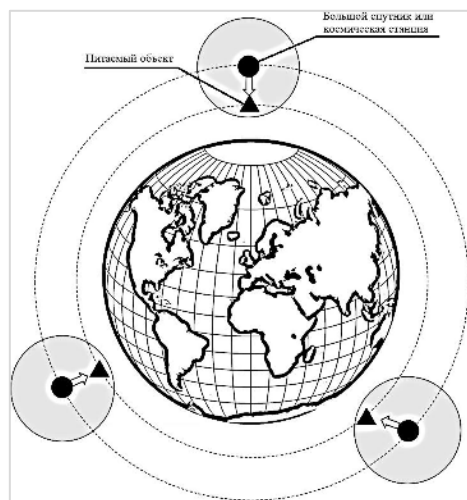 Большой спутник или
космическая станция
Питаемый объект